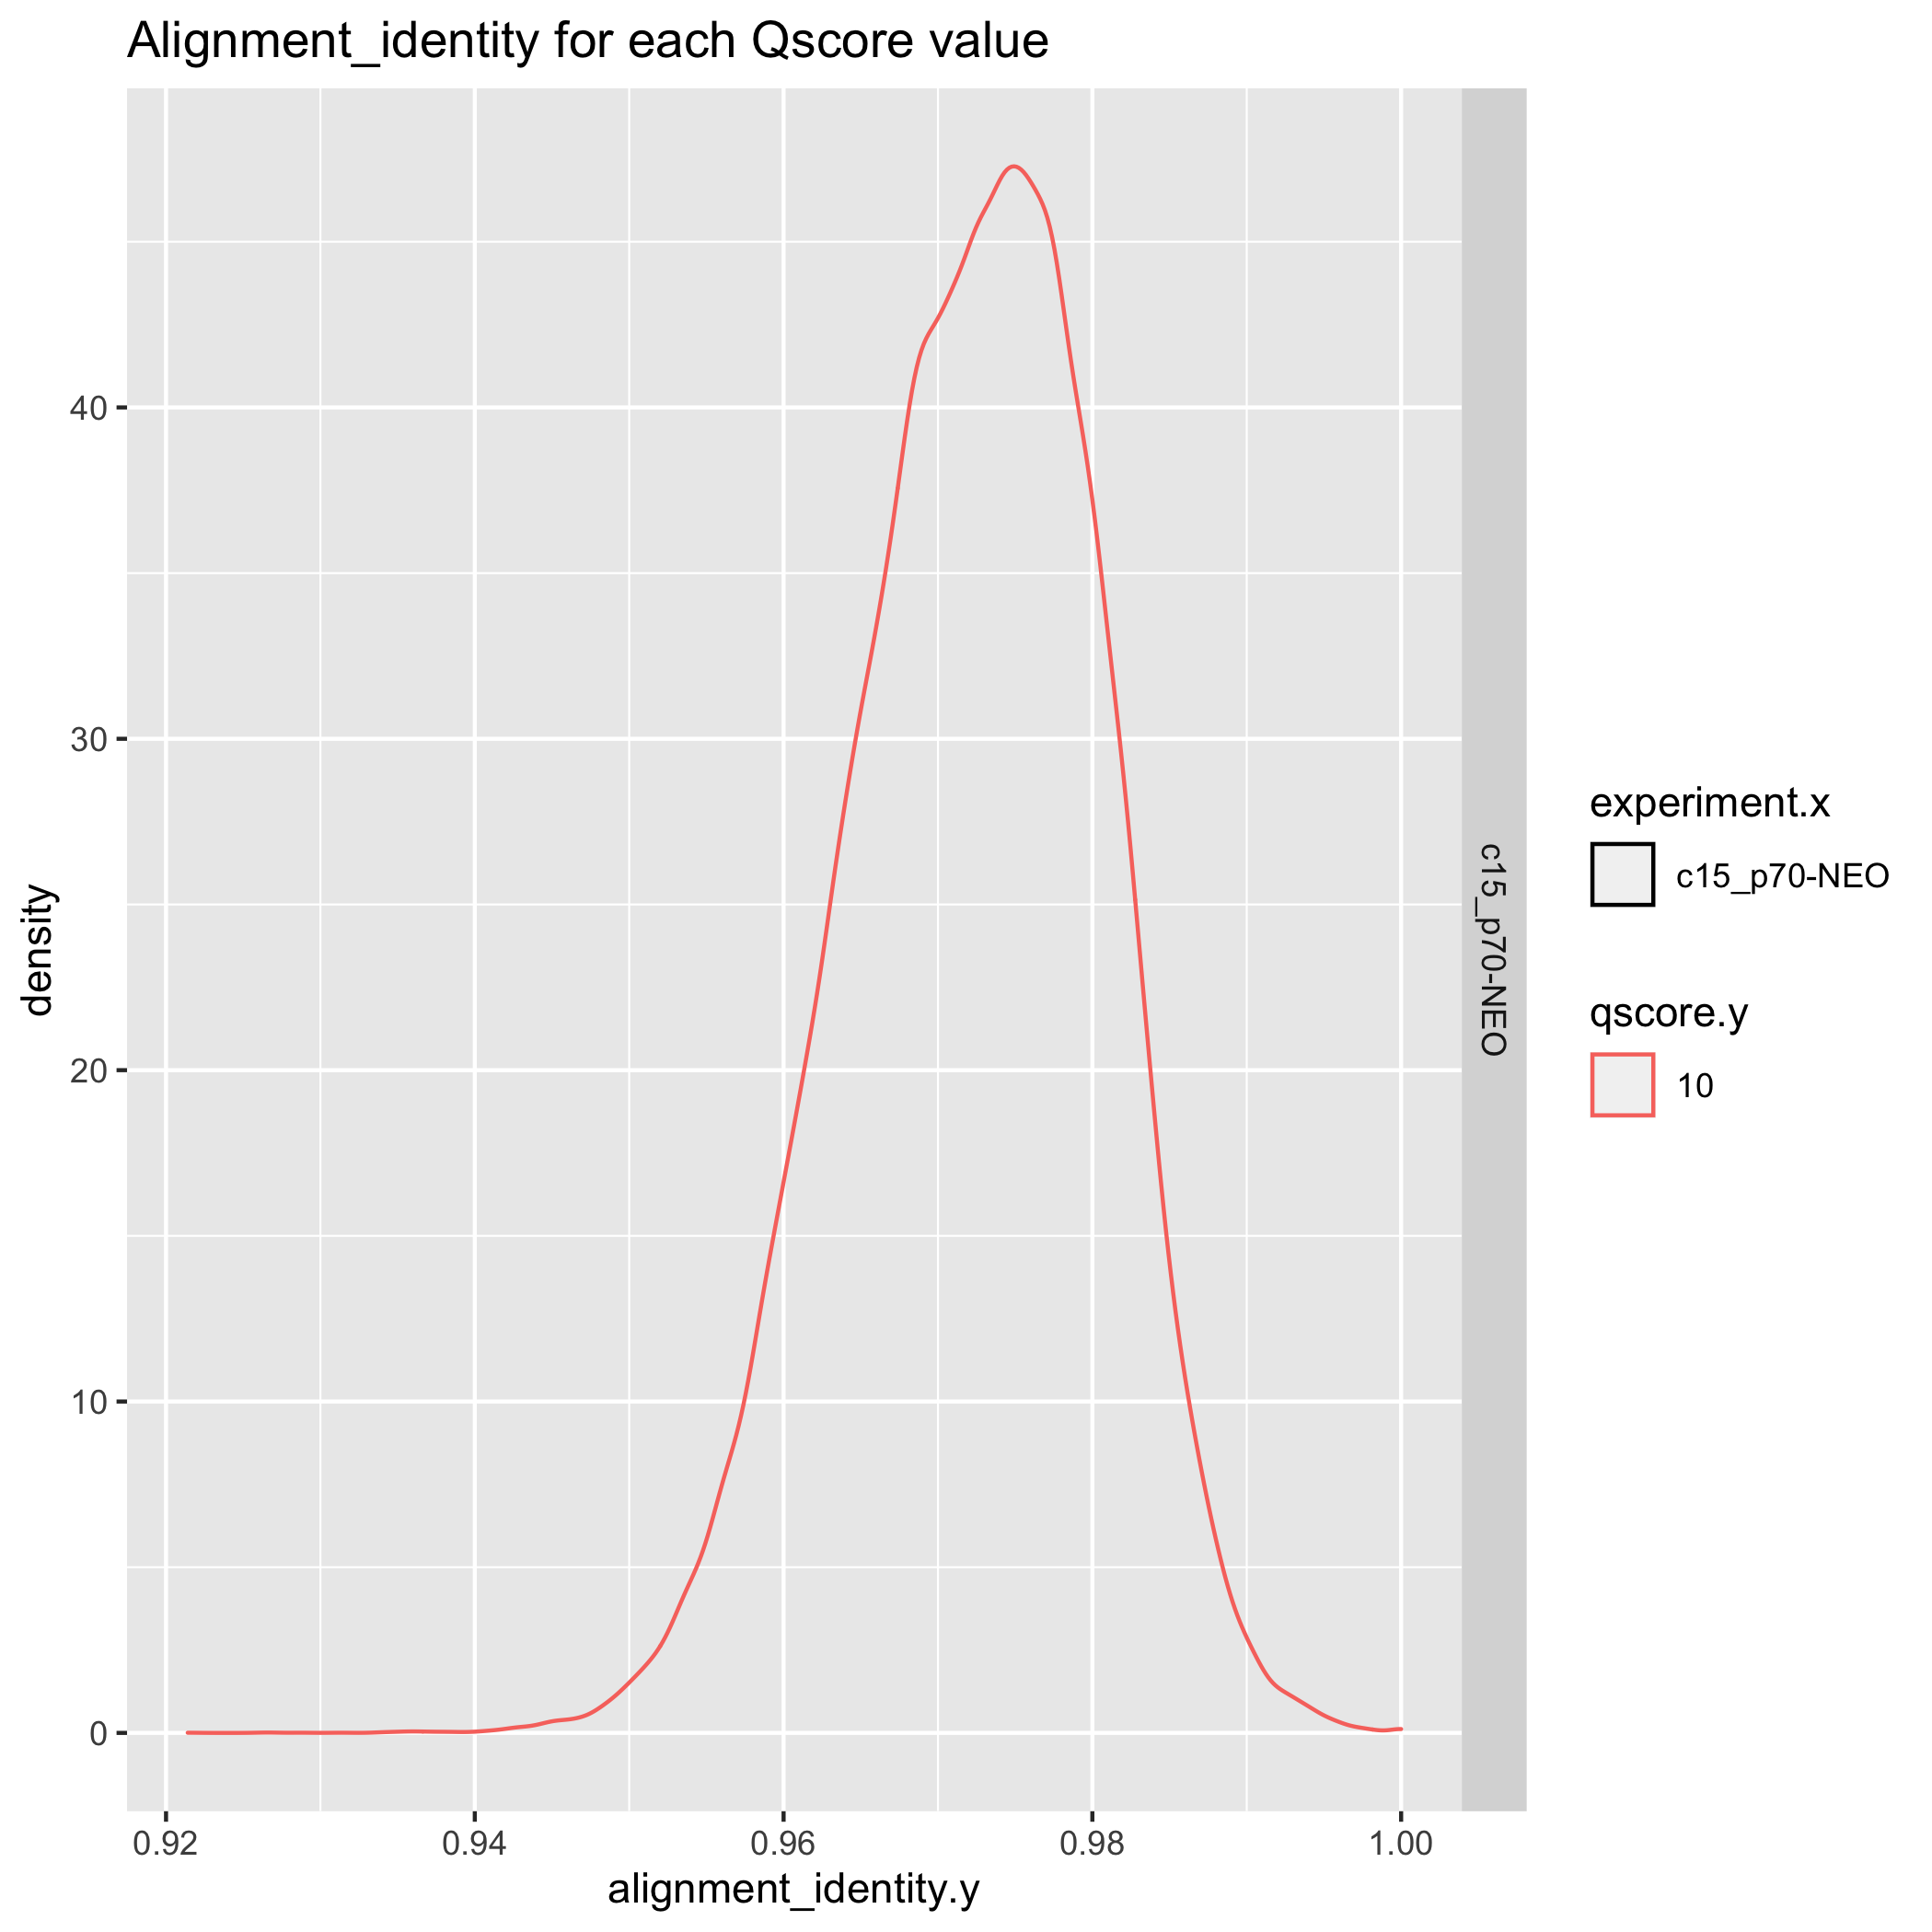 Alignment_identity for each Qscore value
density
40
30
20
10
0
0.92 0.94 0.96 0.98 1.00
alignment_identity.y
c15_p70-NEO
experiment.x
c15_p70-NEO
qscore.y
10